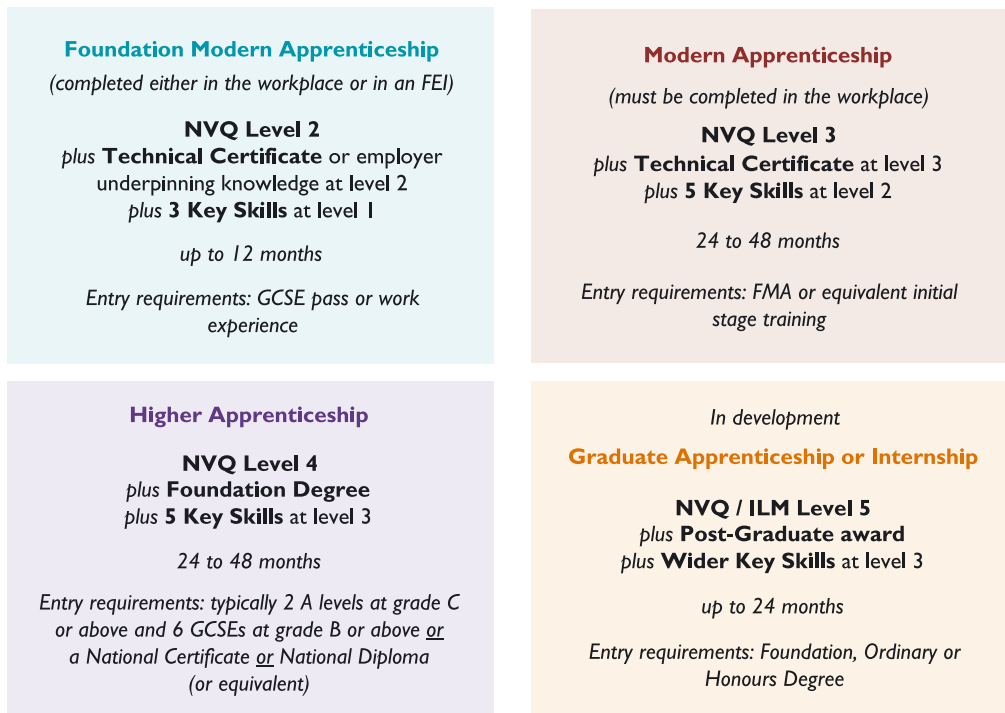 Foundation Modern Apprenticeship
(completed either in the workplace or in an FEI)
NVQ Level 2
plus Technical Certificate or employer
underpinning knowledge at level 2
plus 3 Key Skills at level 1
up to 12 months
Entry requirements: GCSE pass or work
experience
Modern Apprenticeship
(must be completed in the workplace)
NVQ Level 3
plus Technical Certificate at level 3
plus 5 Key Skills at level 2
24 to 48 months
Entry requirements: FMA or equivalent initial
stage training
Higher Apprenticeship
NVQ Level 4
plus Foundation Degree
plus 5 Key Skills at level 3
24 to 48 months
Entry requirements: typically 2 A levels at grade C
or above and 6 GCSEs at grade B or above or
a National Certificate or National Diploma
(or equivalent)
In development
Graduate Apprenticeship or Internship
NVQ / ILM Level 5
plus Post-Graduate award
plus Wider Key Skills at level 3
up to 24 months
Entry requirements: Foundation, Ordinary or
Honours Degree